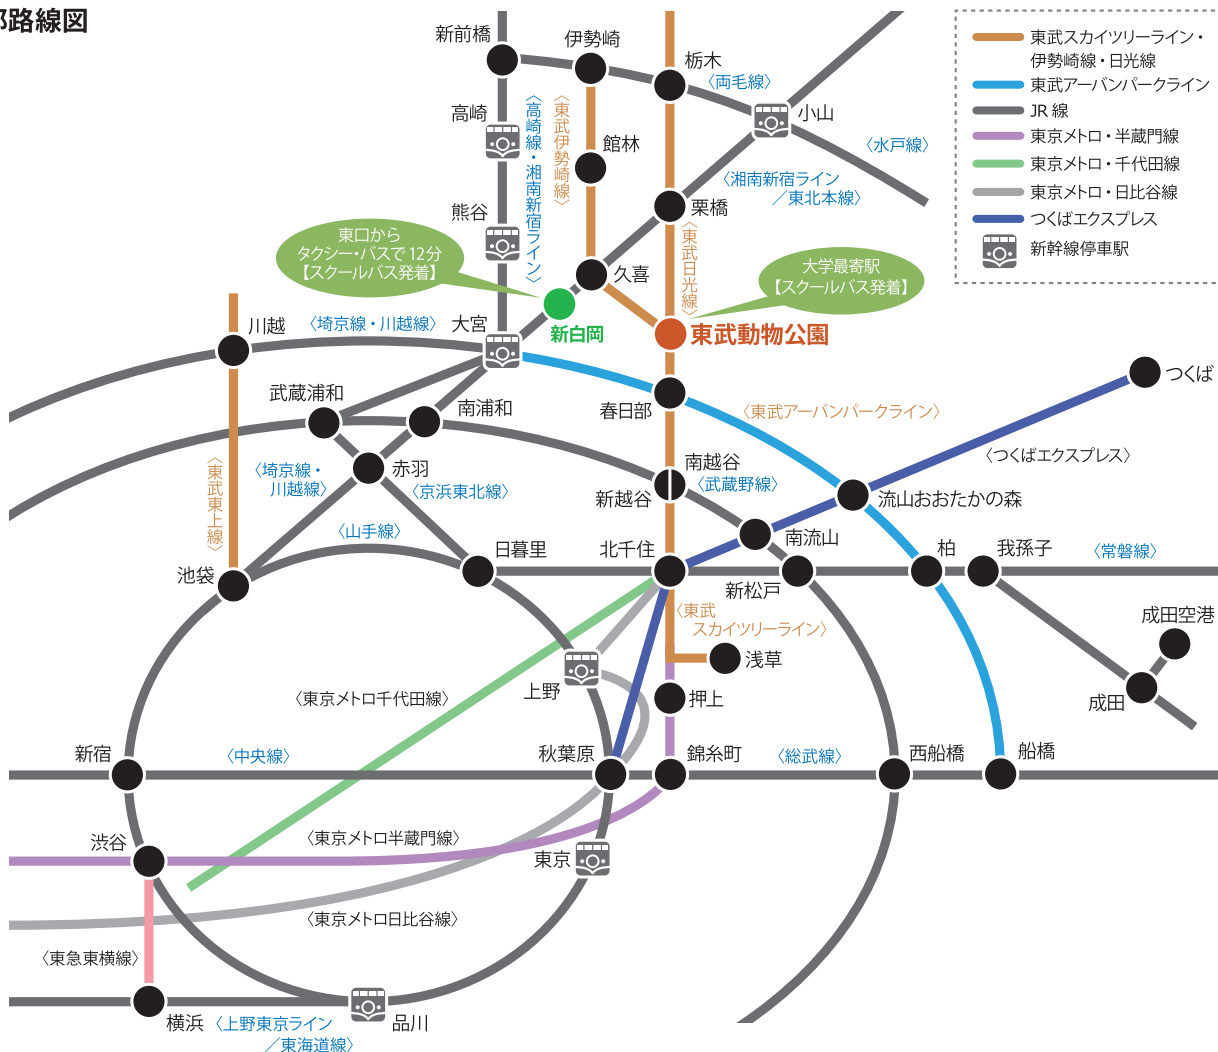 部路線図
新前橋
伊勢崎
栃木
〈両毛線〉
小山
高崎
〈高崎線・湘南新宿ライン〉
〈東武伊勢崎線〉
館林
〈水戸線〉
〈湘南新宿ライン
／東北本線〉
栗橋
熊谷
〈東武日光線〉
久喜
東口から
タクシー・バスで12分
【スクールバス発着】
大学最寄駅
【スクールバス発着】
新白岡
東武動物公園
東武スカイツリーライン・
伊勢崎線・日光線
東武アーバンパークライン
JR 線
東京メトロ・半蔵門線
東京メトロ・千代田線
東京メトロ・日比谷線
つくばエクスプレス
新幹線停車駅
川越
〈埼京線・川越線〉
大宮
つくば
武蔵浦和
南浦和
春日部
〈東武アーバンパークライン〉
〈つくばエクスプレス〉
〈東武東上線〉
〈埼京線・
川越線〉
赤羽
〈京浜東北線〉
南越谷
〈武蔵野線〉
新越谷
流山おおたかの森
〈山手線〉
日暮里
北千住
南流山
柏
我孫子
〈常磐線〉
池袋
新松戸
〈東武
スカイツリーライン〉
成田空港
浅草
上野
〈東京メトロ千代田線〉
押上
成田
新宿
〈中央線〉
秋葉原
錦糸町
〈総武線〉
西船橋
船橋
渋谷
〈東京メトロ半蔵門線〉
東京
〈東京メトロ日比谷線〉
〈東急東横線〉
横浜
〈上野東京ライン
／東海道線〉
品川